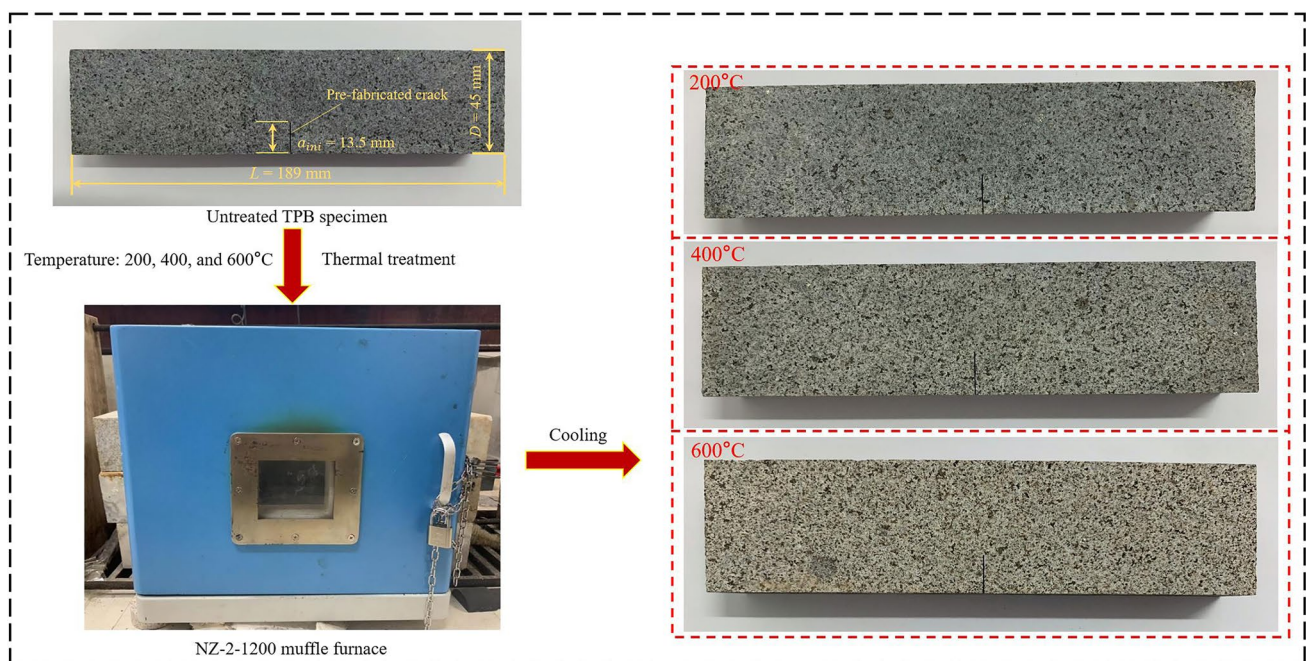 Pre-fabricated crack
a_ini = 13.5 mm
D = 45 mm
L = 189 mm
Untreated TPB specimen
Temperature: 200, 400, and 600°C
Thermal treatment
NZ-2-1200 muffle furnace
Cooling
200°C
400°C
600°C